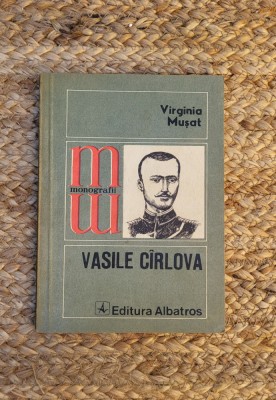 Virginia
Mușat
monografii
VASILE CÎRLOVA
Editura Albatros